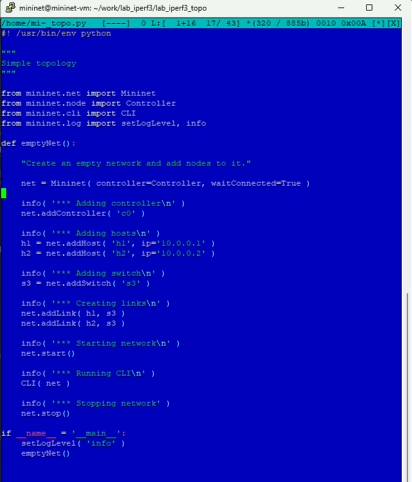 mininet@mininet-vm: ~/work/lab_iperf3/lab_iperf3_topo
/home/mi~_topo.py   [----]  0 L:[  1+16  17/ 43] *(320 / 885b) 0010 0x00A [*][X]
#! /usr/bin/env python
"""
Simple topology
"""
from mininet.net import Mininet
from mininet.node import Controller
from mininet.cli import CLI
from mininet.log import setLogLevel, info
def emptyNet():
    "Create an empty network and add nodes to it."
    net = Mininet( controller=Controller, waitConnected=True )
    info( '*** Adding controller\n' )
    net.addController( 'c0' )
    info( '*** Adding hosts\n' )
    h1 = net.addHost( 'h1', ip='10.0.0.1' )
    h2 = net.addHost( 'h2', ip='10.0.0.2' )
    info( '*** Adding switch\n' )
    s3 = net.addSwitch( 's3' )
    info( '*** Creating links\n' )
    net.addLink( h1, s3 )
    net.addLink( h2, s3 )
    info( '*** Starting network\n' )
    net.start()
    info( '*** Running CLI\n' )
    CLI( net )
    info( '*** Stopping network' )
    net.stop()
if __name__ == '__main__':
    setLogLevel( 'info' )
    emptyNet()